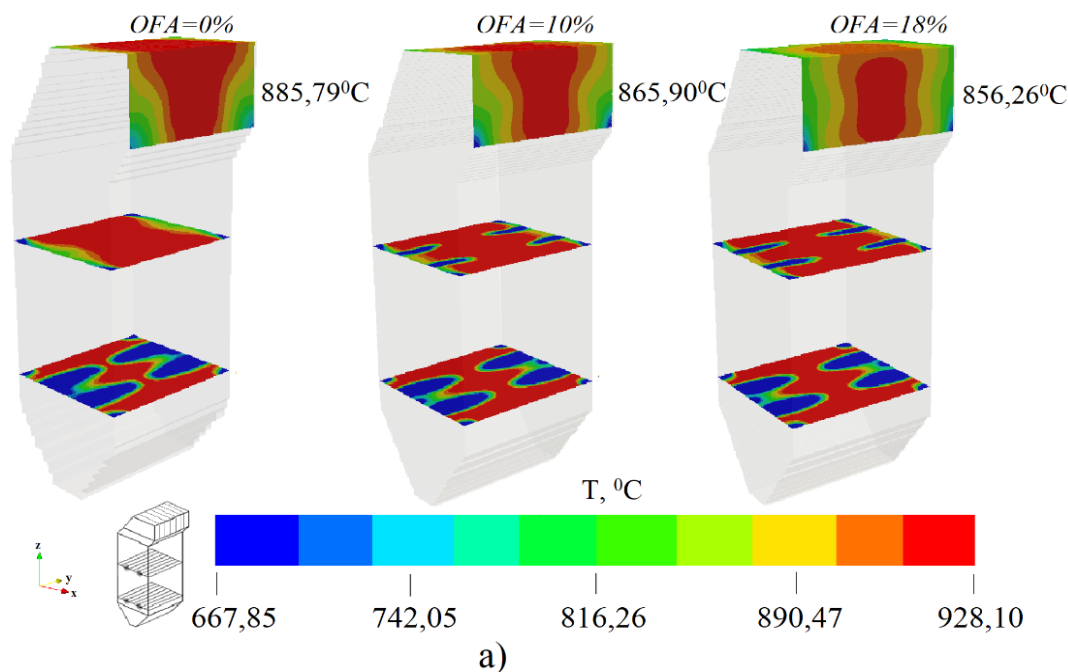 OFA=0% OFA=10% OFA=18%
885,79⁰C 865,90⁰C 856,26⁰C
T, ⁰C
z
y
x
667,85 742,05 816,26 890,47 928,10
a)